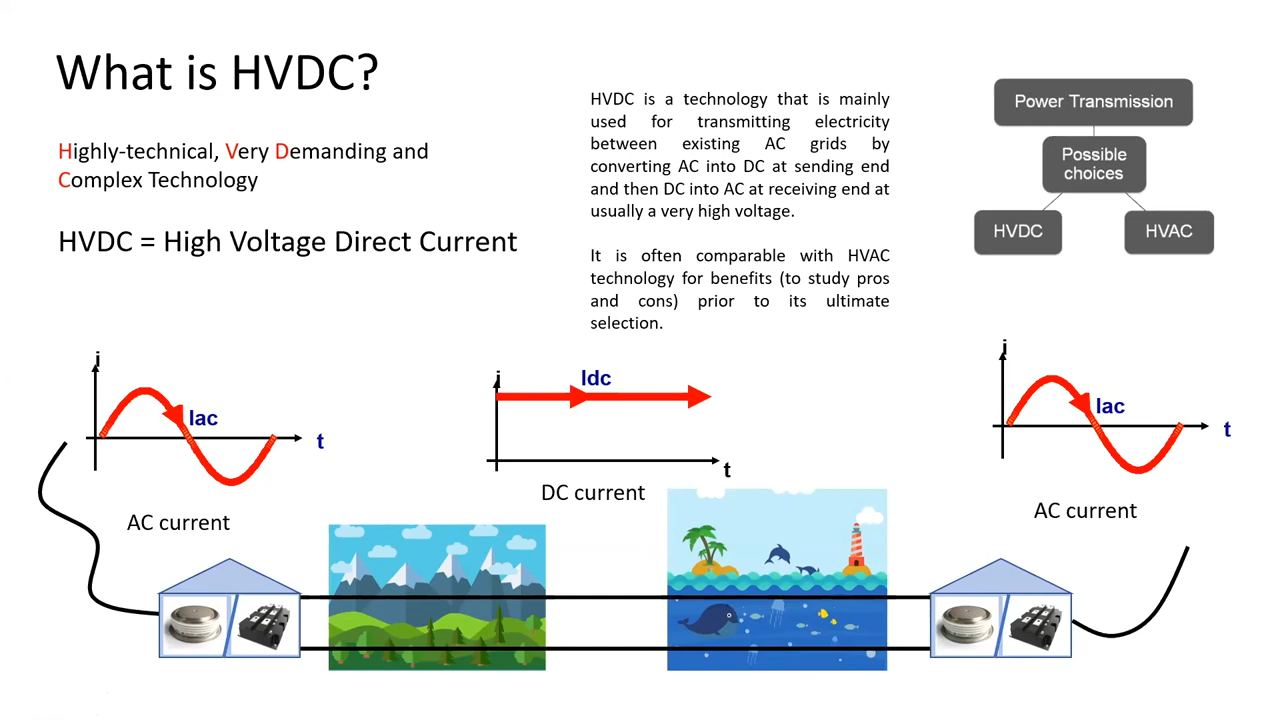 What is HVDC?
Highly-technical, Very Demanding and
Complex Technology
HVDC = High Voltage Direct Current
HVDC is a technology that is mainly
used for transmitting electricity
between existing AC grids by
converting AC into DC at sending end
and then DC into AC at receiving end at
usually a very high voltage.
It is often comparable with HVAC
technology for benefits (to study pros
and cons) prior to its ultimate
selection.
Power Transmission
Possible
choices
HVDC
HVAC
i
Iac
t
AC current
i
Idc
t
DC current
i
Iac
t
AC current